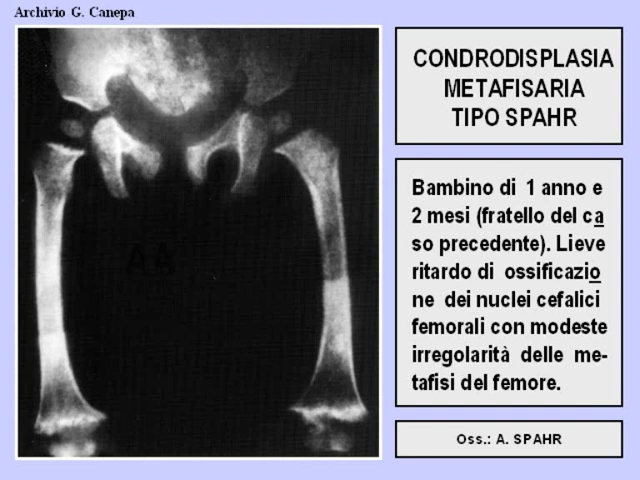 Archivio G. Canepa
CONDRODISPLASIA
METAFISARIA
TIPO SPAHR
Bambino di 1 anno e
2 mesi (fratello del ca
so precedente). Lieve
ritardo di ossificazio
ne dei nuclei cefalici
femorali con modeste
irregolarità delle me-
tafisi del femore.
Oss.: A. SPAHR